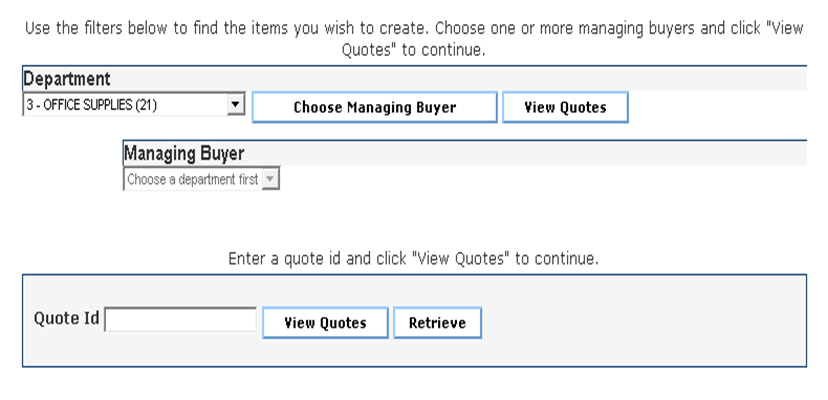 Use the filters below to find the items you wish to create. Choose one or more managing buyers and click "View
Quotes" to continue.
Department
3 - OFFICE SUPPLIES (21) Choose Managing Buyer View Quotes
Managing Buyer
Choose a department first
Enter a quote id and click "View Quotes" to continue.
Quote Id View Quotes Retrieve